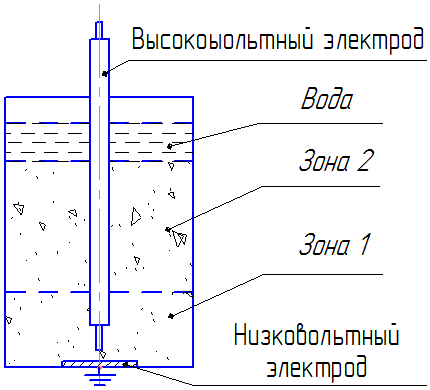 Высокоыольтный электрод
Вода
Зона 2
Зона 1
Низковольтный
электрод